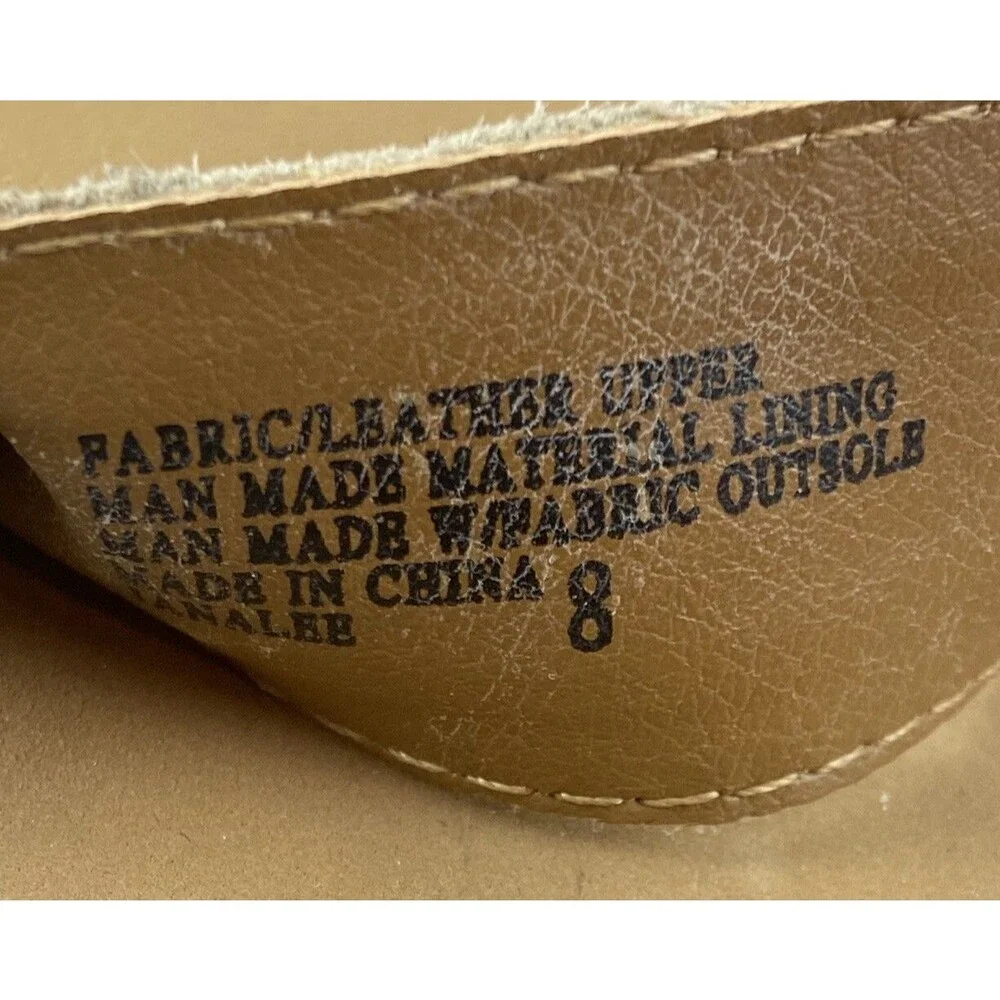 FABRIC/LEATHER UPPER
MAN MADE MATERIAL LINING
MAN MADE W/FABRIC OUTSOLE
MADE IN CHINA 8